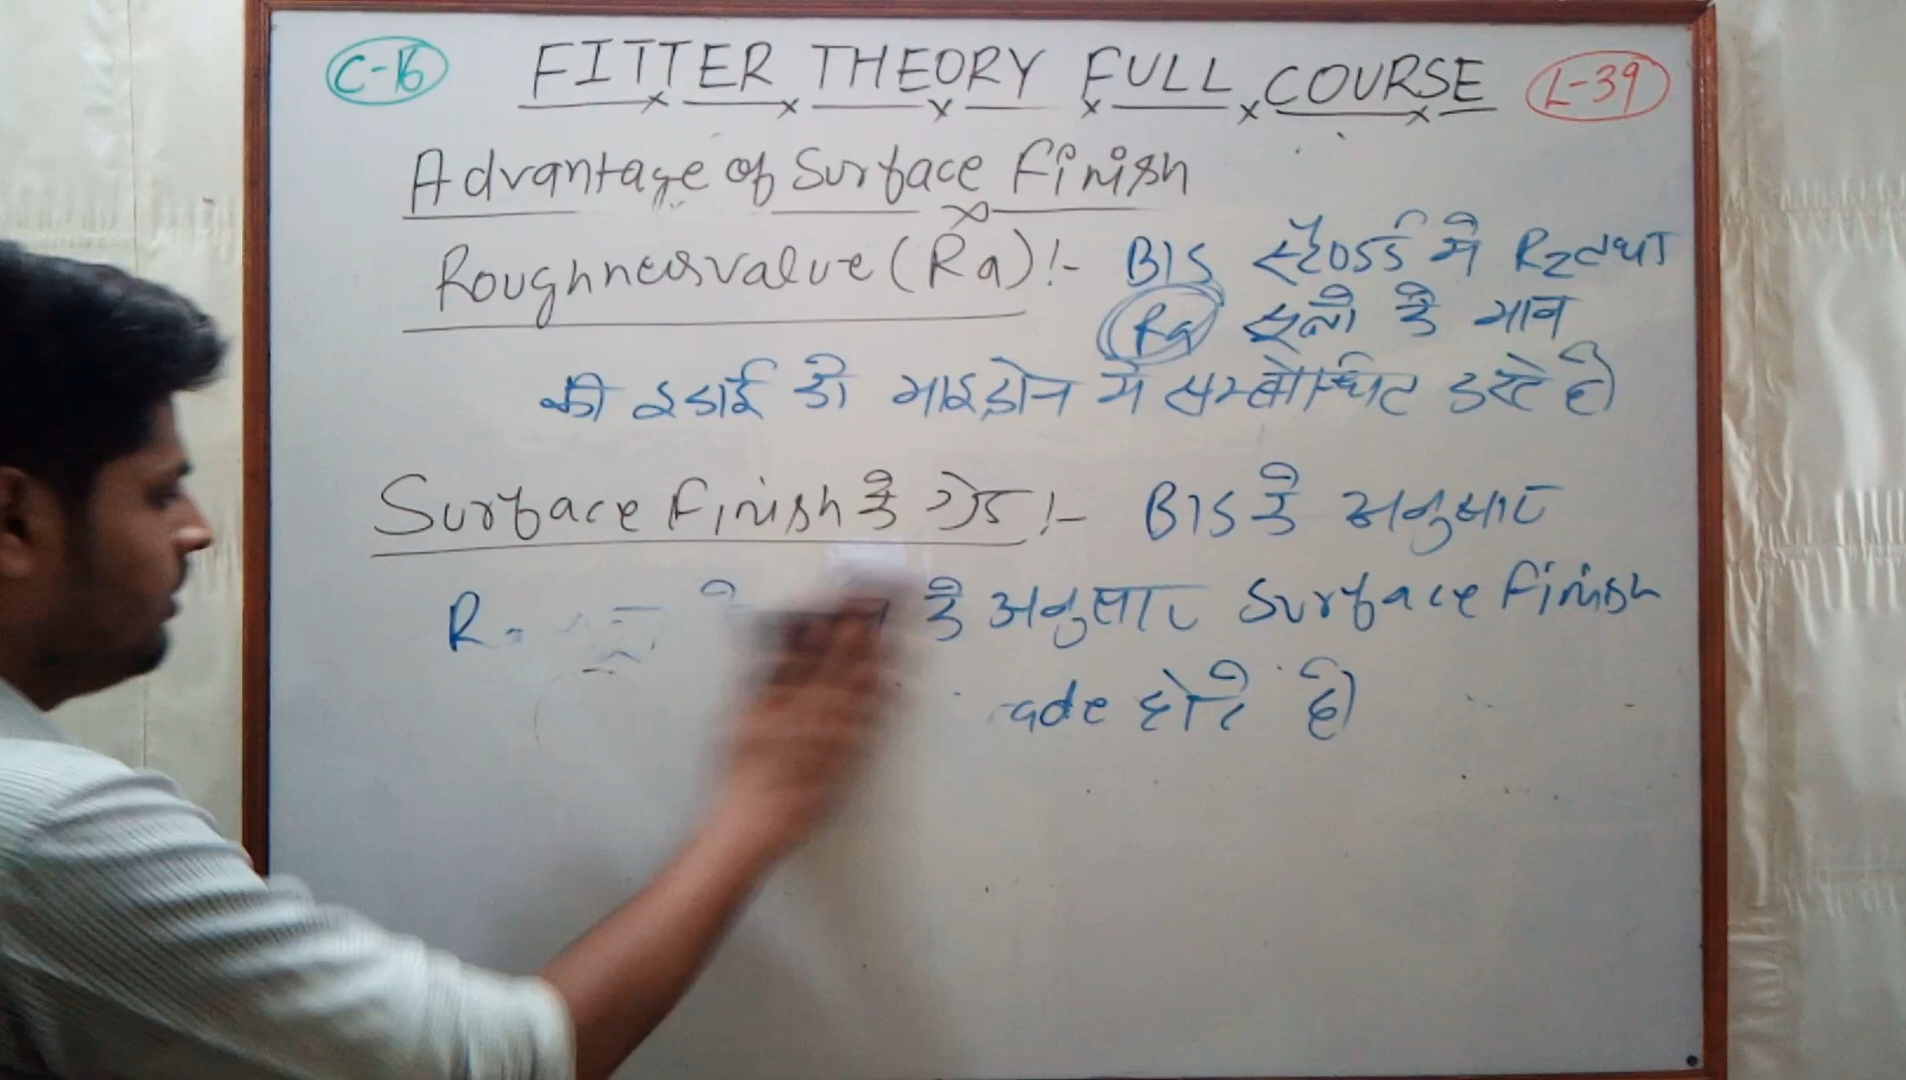 C-16 FITTER THEORY FULL COURSE L-39
Advantage of Surface Finish
Roughness value (Ra) :- BIS स्टैण्डर्ड में Rz तथा
Ra के मान
की इकाई को माइक्रोन में सम्बोधित करते है
Surface Finish के ग्रेड :- BIS के अनुसार
R के अनुसार Surface Finish
ade होते है